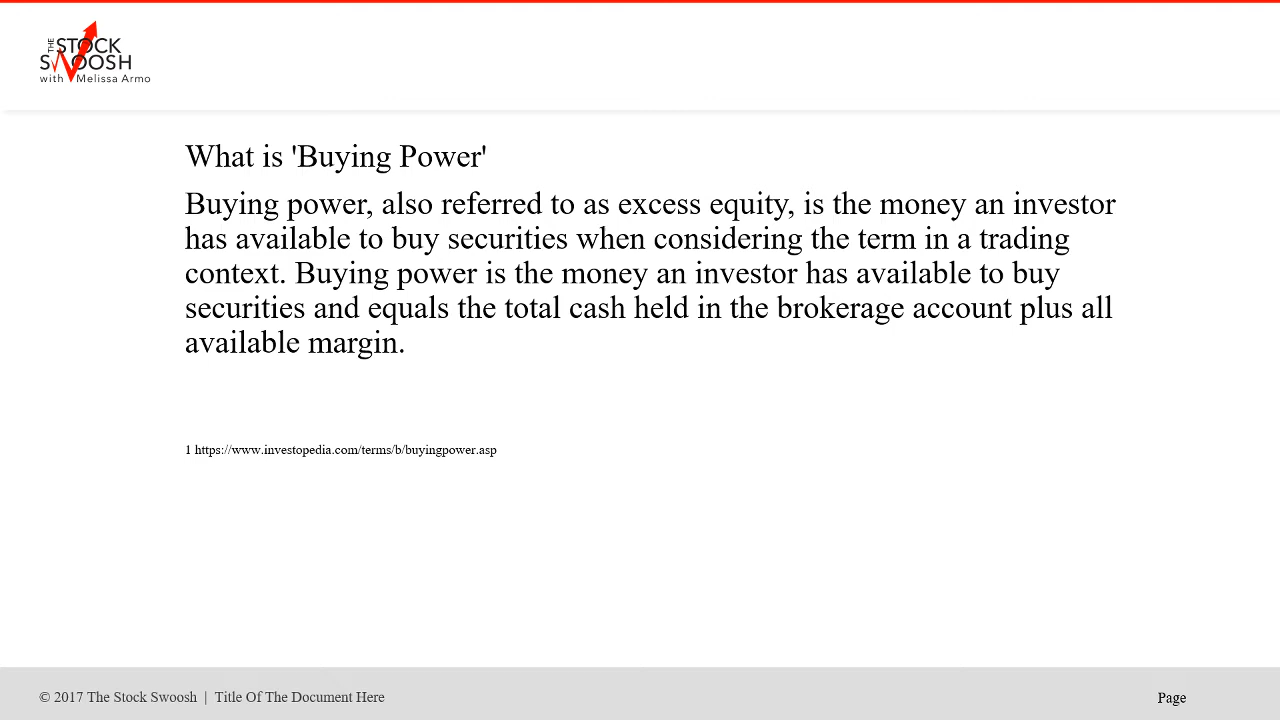 THE STOCK
SWOOSH
with Melissa Armo
What is 'Buying Power'
Buying power, also referred to as excess equity, is the money an investor
has available to buy securities when considering the term in a trading
context. Buying power is the money an investor has available to buy
securities and equals the total cash held in the brokerage account plus all
available margin.
1 https://www.investopedia.com/terms/b/buyingpower.asp
© 2017 The Stock Swoosh | Title Of The Document Here
Page